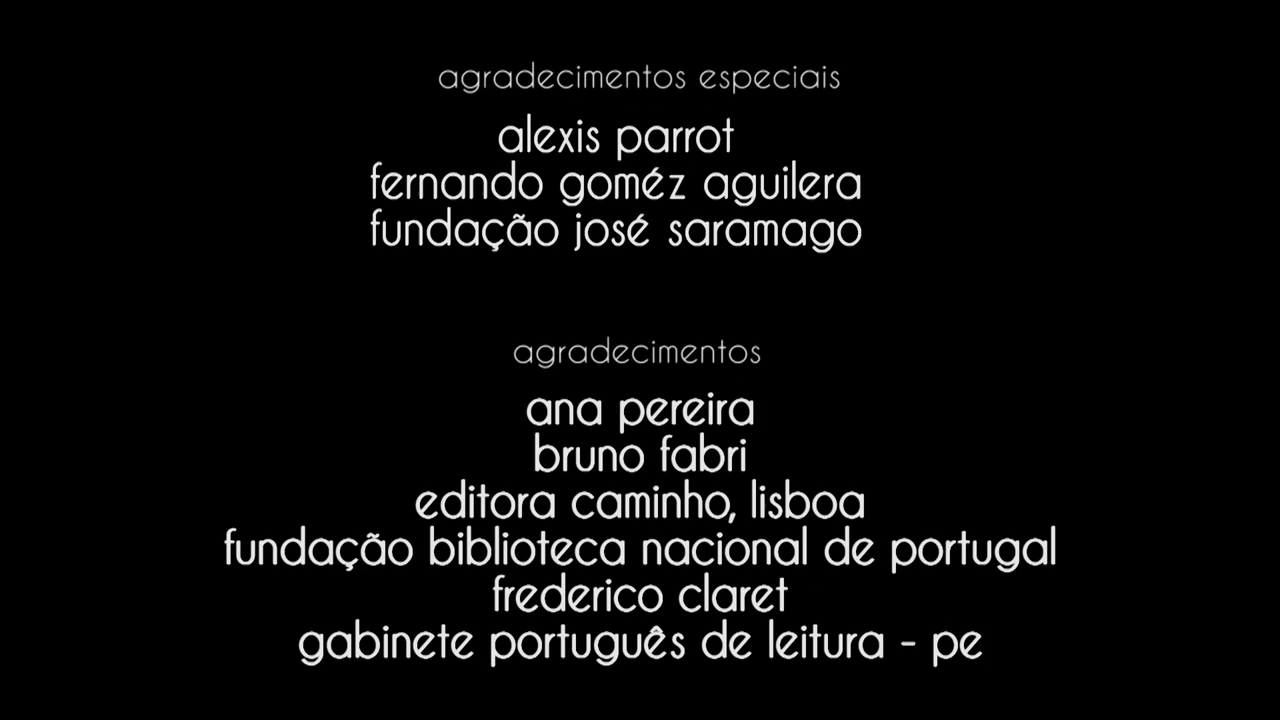 agradecimentos especiais
alexis parrot
fernando goméz aguilera
fundação josé saramago
agradecimentos
ana pereira
bruno fabri
editora caminho, lisboa
fundação biblioteca nacional de portugal
frederico claret
gabinete português de leitura - pe